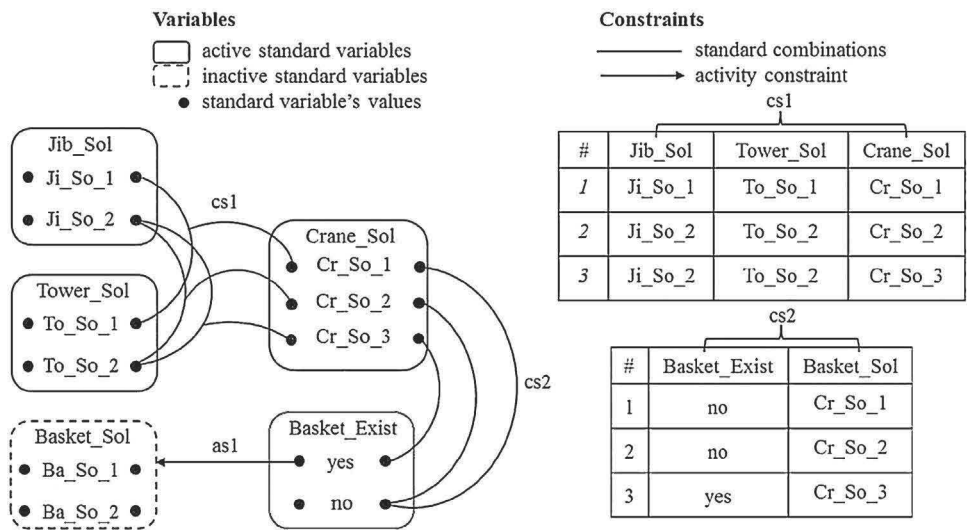 Variables
active standard variables
inactive standard variables
standard variable's values
Constraints
standard combinations
activity constraint
Jib_Sol
Ji_So_1
Ji_So_2
cs1
Tower_Sol
To_So_1
To_So_2
Crane_Sol
Cr_So_1
Cr_So_2
Cr_So_3
cs2
Basket_Sol
Ba_So_1
Ba_So_2
as1
Basket_Exist
yes
no
cs1
# Jib_Sol Tower_Sol Crane_Sol
1 Ji_So_1 To_So_1 Cr_So_1
2 Ji_So_2 To_So_2 Cr_So_2
3 Ji_So_2 To_So_2 Cr_So_3
cs2
# Basket_Exist Basket_Sol
1 no Cr_So_1
2 no Cr_So_2
3 yes Cr_So_3